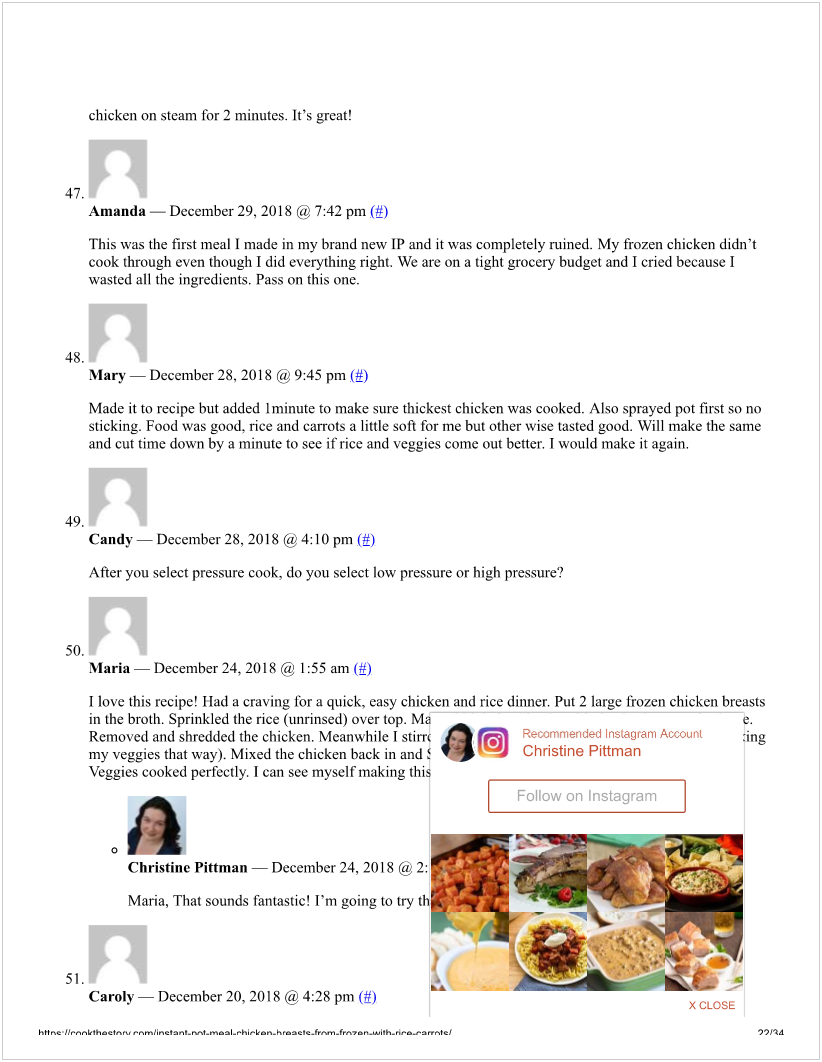 chicken on steam for 2 minutes. It’s great!
47.
Amanda — December 29, 2018 @ 7:42 pm (#)
This was the first meal I made in my brand new IP and it was completely ruined. My frozen chicken didn’t
cook through even though I did everything right. We are on a tight grocery budget and I cried because I
wasted all the ingredients. Pass on this one.
48.
Mary — December 28, 2018 @ 9:45 pm (#)
Made it to recipe but added 1minute to make sure thickest chicken was cooked. Also sprayed pot first so no
sticking. Food was good, rice and carrots a little soft for me but other wise tasted good. Will make the same
and cut time down by a minute to see if rice and veggies come out better. I would make it again.
49.
Candy — December 28, 2018 @ 4:10 pm (#)
After you select pressure cook, do you select low pressure or high pressure?
50.
Maria — December 24, 2018 @ 1:55 am (#)
I love this recipe! Had a craving for a quick, easy chicken and rice dinner. Put 2 large frozen chicken breasts
in the broth. Sprinkled the rice (unrinsed) over top. Ma
Removed and shredded the chicken. Meanwhile I stirre
my veggies that way). Mixed the chicken back in and
Veggies cooked perfectly. I can see myself making this
Recommended Instagram Account
Christine Pittman
Follow on Instagram
Christine Pittman — December 24, 2018 @ 2:
Maria, That sounds fantastic! I’m going to try th
51.
Caroly — December 20, 2018 @ 4:28 pm (#)
X CLOSE
https://cookthestory.com/instant-pot-meal-chicken-breasts-from-frozen-with-rice-carrots/
22/34